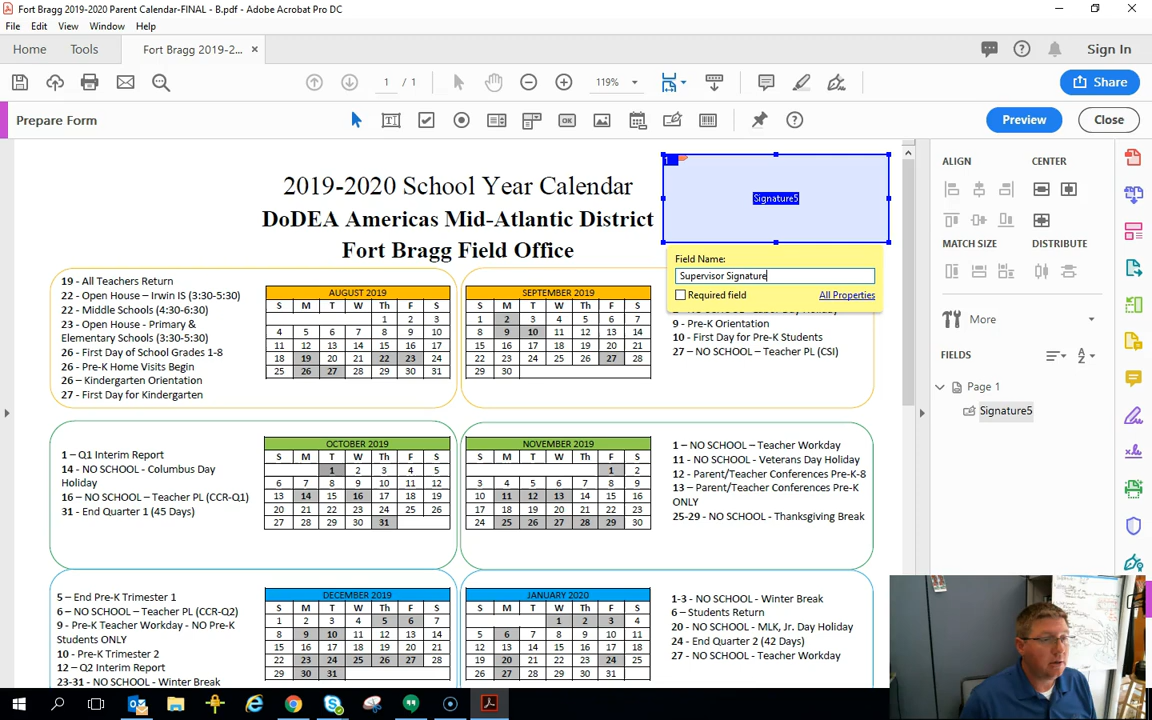 Fort Bragg 2019-2020 Parent Calendar-FINAL - B.pdf - Adobe Acrobat Pro DC
File Edit View Window Help
Home Tools Fort Bragg 2019-2... × Sign In
1 / 1 119% Share
Prepare Form OK Preview Close
2019-2020 School Year Calendar
DoDEA Americas Mid-Atlantic District
Fort Bragg Field Office
1
Signature5
Field Name:
Supervisor Signature
Required field All Properties
19 - All Teachers Return
22 - Open House – Irwin IS (3:30-5:30)
22 - Middle Schools (4:30-6:30)
23 - Open House - Primary &
Elementary Schools (3:30-5:30)
26 - First Day of School Grades 1-8
26 - Pre-K Home Visits Begin
26 – Kindergarten Orientation
27 - First Day for Kindergarten
AUGUST 2019
S M T W Th F S
1 2 3
4 5 6 7 8 9 10
11 12 13 14 15 16 17
18 19 20 21 22 23 24
25 26 27 28 29 30 31
SEPTEMBER 2019
S M T W Th F S
1 2 3 4 5 6 7
8 9 10 11 12 13 14
15 16 17 18 19 20 21
22 23 24 25 26 27 28
29 30
9 - Pre-K Orientation
10 - First Day for Pre-K Students
27 – NO SCHOOL – Teacher PL (CSI)
1 – Q1 Interim Report
14 - NO SCHOOL - Columbus Day
Holiday
16 – NO SCHOOL – Teacher PL (CCR-Q1)
31 - End Quarter 1 (45 Days)
OCTOBER 2019
S M T W Th F S
1 2 3 4 5
6 7 8 9 10 11 12
13 14 15 16 17 18 19
20 21 22 23 24 25 26
27 28 29 30 31
NOVEMBER 2019
S M T W Th F S
1 2
3 4 5 6 7 8 9
10 11 12 13 14 15 16
17 18 19 20 21 22 23
24 25 26 27 28 29 30
1 – NO SCHOOL – Teacher Workday
11 - NO SCHOOL - Veterans Day Holiday
12 - Parent/Teacher Conferences Pre-K-8
13 – Parent/Teacher Conferences Pre-K
ONLY
25-29 - NO SCHOOL - Thanksgiving Break
5 – End Pre-K Trimester 1
6 – NO SCHOOL – Teacher PL (CCR-Q2)
9 - Pre-K Teacher Workday - NO Pre-K
Students ONLY
10 - Pre-K Trimester 2
12 – Q2 Interim Report
23-31 - NO SCHOOL - Winter Break
DECEMBER 2019
S M T W Th F S
1 2 3 4 5 6 7
8 9 10 11 12 13 14
15 16 17 18 19 20 21
22 23 24 25 26 27 28
29 30 31
JANUARY 2020
S M T W Th F S
1 2 3 4
5 6 7 8 9 10 11
12 13 14 15 16 17 18
19 20 21 22 23 24 25
26 27 28 29 30 31
1-3 - NO SCHOOL - Winter Break
6 – Students Return
20 - NO SCHOOL - MLK, Jr. Day Holiday
24 - End Quarter 2 (42 Days)
27 - NO SCHOOL - Teacher Workday
ALIGN CENTER
MATCH SIZE DISTRIBUTE
More
FIELDS
Page 1
Signature5